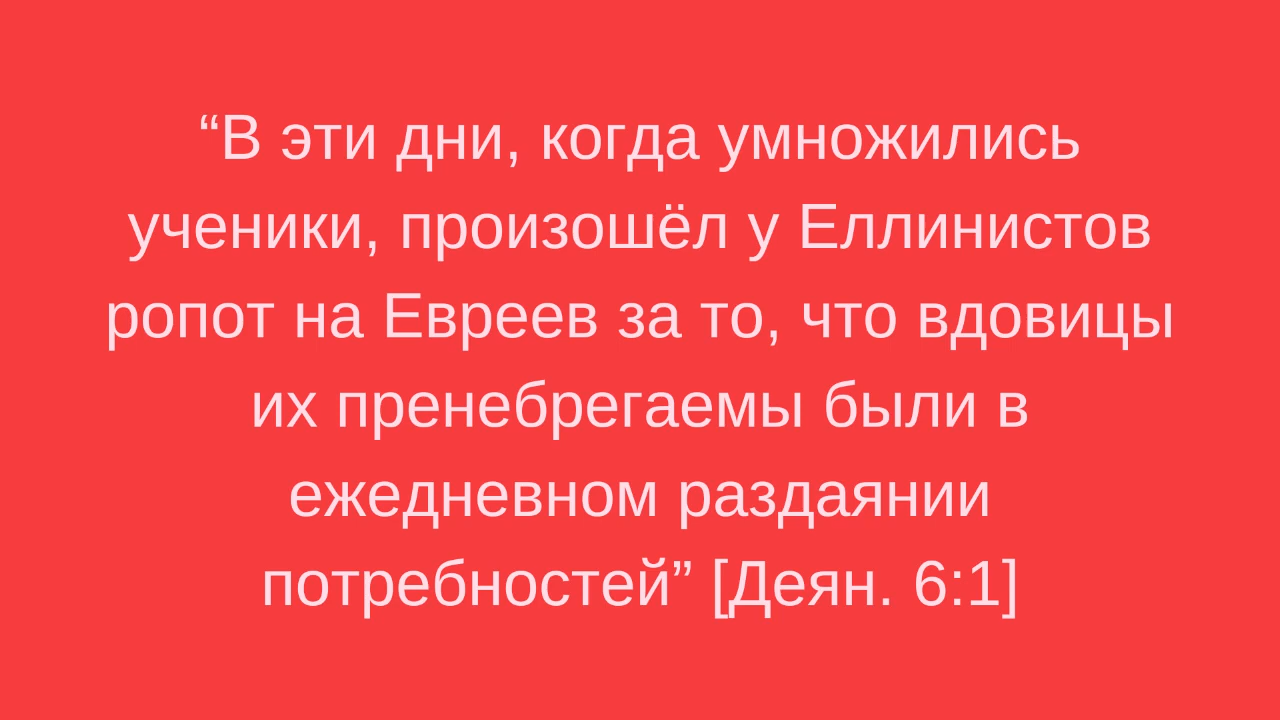 “В эти дни, когда умножились
ученики, произошёл у Еллинистов
ропот на Евреев за то, что вдовицы
их пренебрегаемы были в
ежедневном раздаянии
потребностей” [Деян. 6:1]